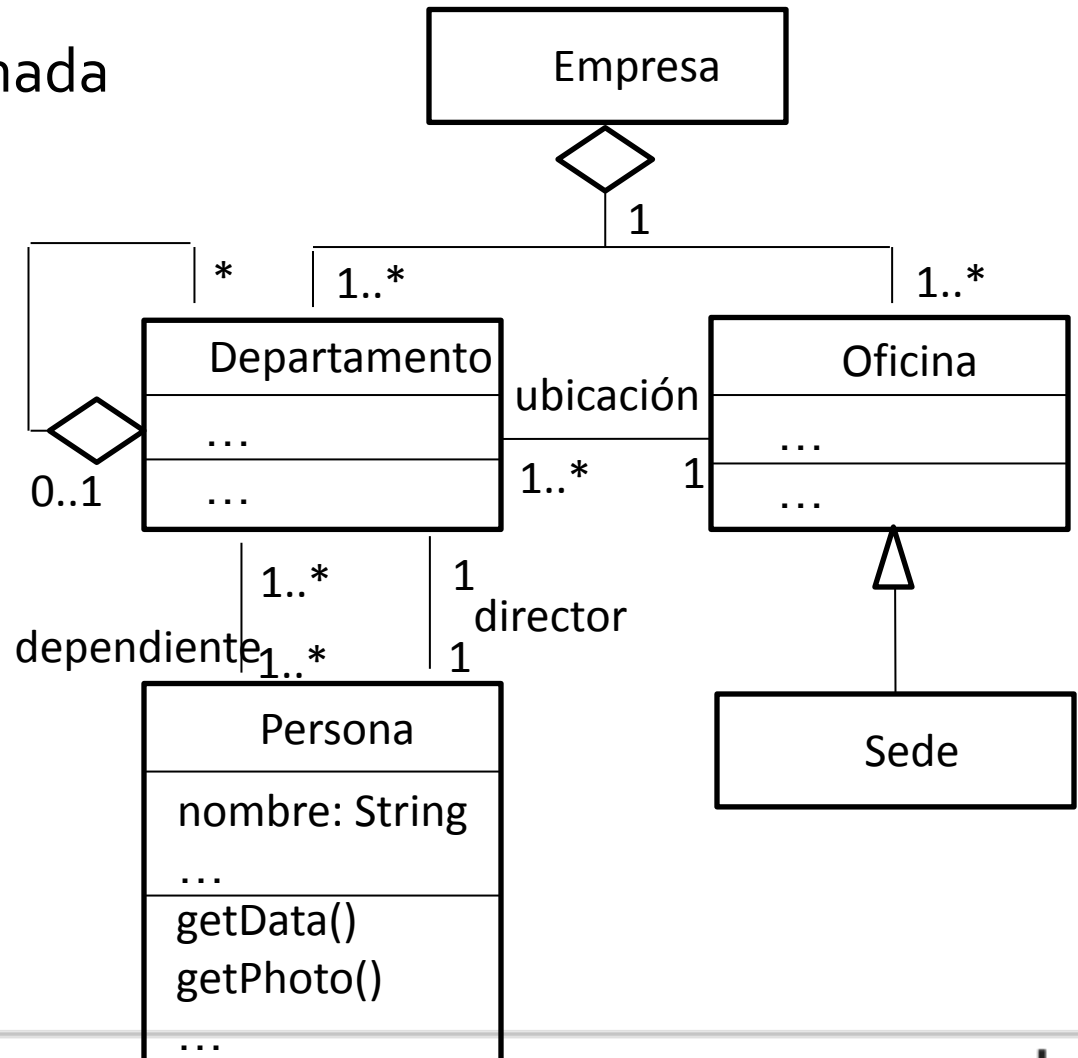 nada
Empresa
1
*
1..*
1..*
Departamento
...
...
0..1
ubicación
1..*
1
Oficina
...
...
1..*
dependiente
1..*
1
director
1
Persona
nombre: String
...
getData()
getPhoto()
...
Sede